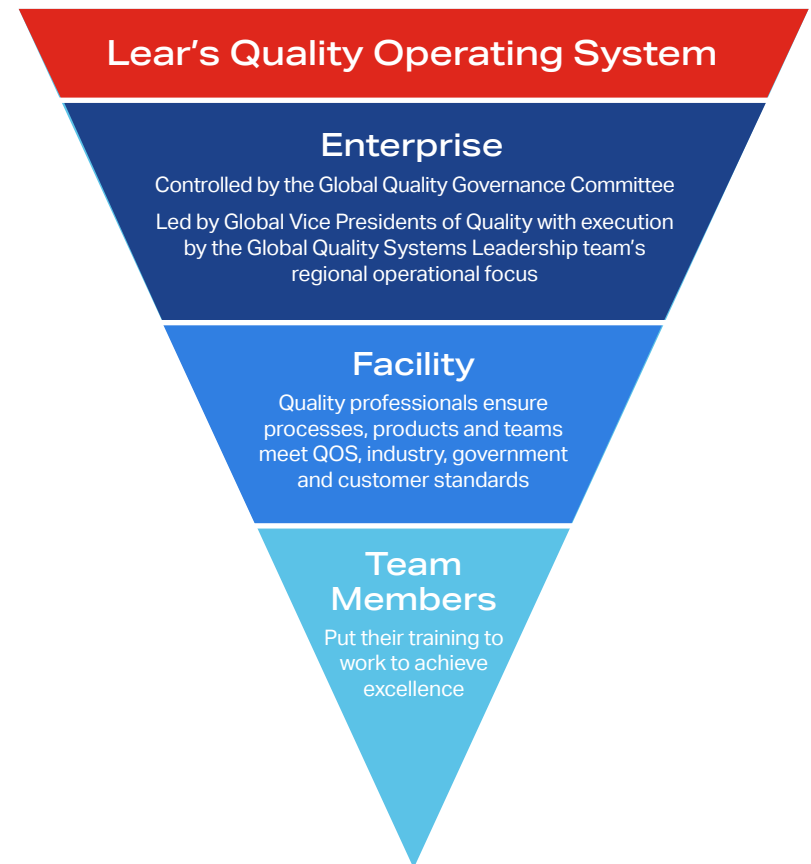 Lear’s Quality Operating System
Enterprise
Controlled by the Global Quality Governance Committee
Led by Global Vice Presidents of Quality with execution
by the Global Quality Systems Leadership team’s
regional operational focus
Facility
Quality professionals ensure
processes, products and teams
meet QOS, industry, government
and customer standards
Team
Members
Put their training to
work to achieve
excellence